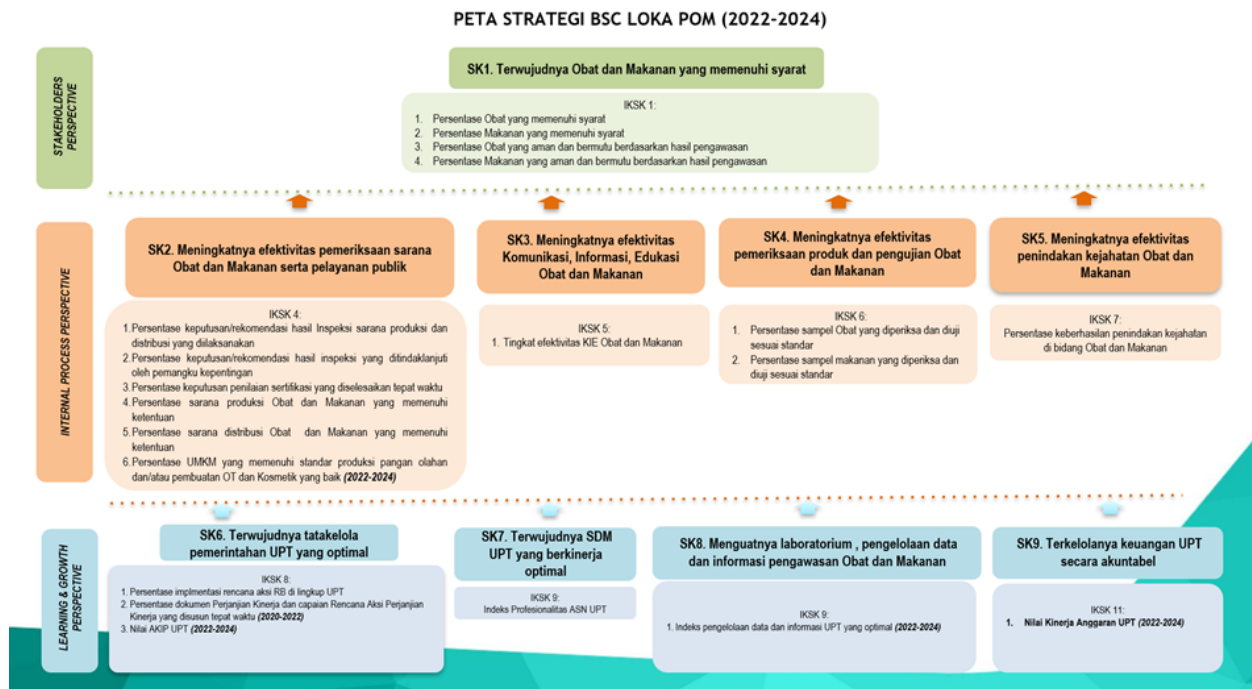 PETA STRATEGI BSC LOKA POM (2022-2024)
STAKEHOLDERS
PERSPECTIVE
SK1. Terwujudnya Obat dan Makanan yang memenuhi syarat
IKSK 1:
1. Persentase Obat yang memenuhi syarat
2. Persentase Makanan yang memenuhi syarat
3. Persentase Obat yang aman dan bermutu berdasarkan hasil pengawasan
4. Persentase Makanan yang aman dan bermutu berdasarkan hasil pengawasan
INTERNAL PROCESS PERSPECTIVE
SK2. Meningkatnya efektivitas pemeriksaan sarana
Obat dan Makanan serta pelayanan publik
IKSK 4:
1. Persentase keputusan/rekomendasi hasil Inspeksi sarana produksi dan
distribusi yang diilaksanakan
2. Persentase keputusan/rekomendasi hasil inspeksi yang ditindaklanjuti
oleh pemangku kepentingan
3. Persentase keputusan penilaian sertifikasi yang diselesaikan tepat waktu
4. Persentase sarana produksi Obat dan Makanan yang memenuhi
ketentuan
5. Persentase sarana distribusi Obat dan Makanan yang memenuhi
ketentuan
6. Persentase UMKM yang memenuhi standar produksi pangan olahan
dan/atau pembuatan OT dan Kosmetik yang baik (2022-2024)
SK3. Meningkatnya efektivitas
Komunikasi, Informasi, Edukasi
Obat dan Makanan
IKSK 5:
1. Tingkat efektivitas KIE Obat dan Makanan
SK4. Meningkatnya efektivitas
pemeriksaan produk dan pengujian Obat
dan Makanan
IKSK 6:
1. Persentase sampel Obat yang diperiksa dan diuji
sesuai standar
2. Persentase sampel makanan yang diperiksa dan
diuji sesuai standar
SK5. Meningkatnya efektivitas
penindakan kejahatan Obat dan
Makanan
IKSK 7:
Persentase keberhasilan penindakan kejahatan
di bidang Obat dan Makanan
LEARNING & GROWTH
PERSPECTIVE
SK6. Terwujudnya tatakelola
pemerintahan UPT yang optimal
IKSK 8:
1. Persentase implmentasi rencana aksi RB di lingkup UPT
2. Persentase dokumen Perjanjian Kinerja dan capaian Rencana Aksi Perjanjian
Kinerja yang disusun tepat waktu (2020-2022)
3. Nilai AKIP UPT (2022-2024)
SK7. Terwujudnya SDM
UPT yang berkinerja
optimal
IKSK 9:
Indeks Profesionalitas ASN UPT
SK8. Menguatnya laboratorium , pengelolaan data
dan informasi pengawasan Obat dan Makanan
IKSK 9:
1. Indeks pengelolaan data dan informasi UPT yang optimal (2022-2024)
SK9. Terkelolanya keuangan UPT
secara akuntabel
IKSK 11:
1. Nilai Kinerja Anggaran UPT (2022-2024)